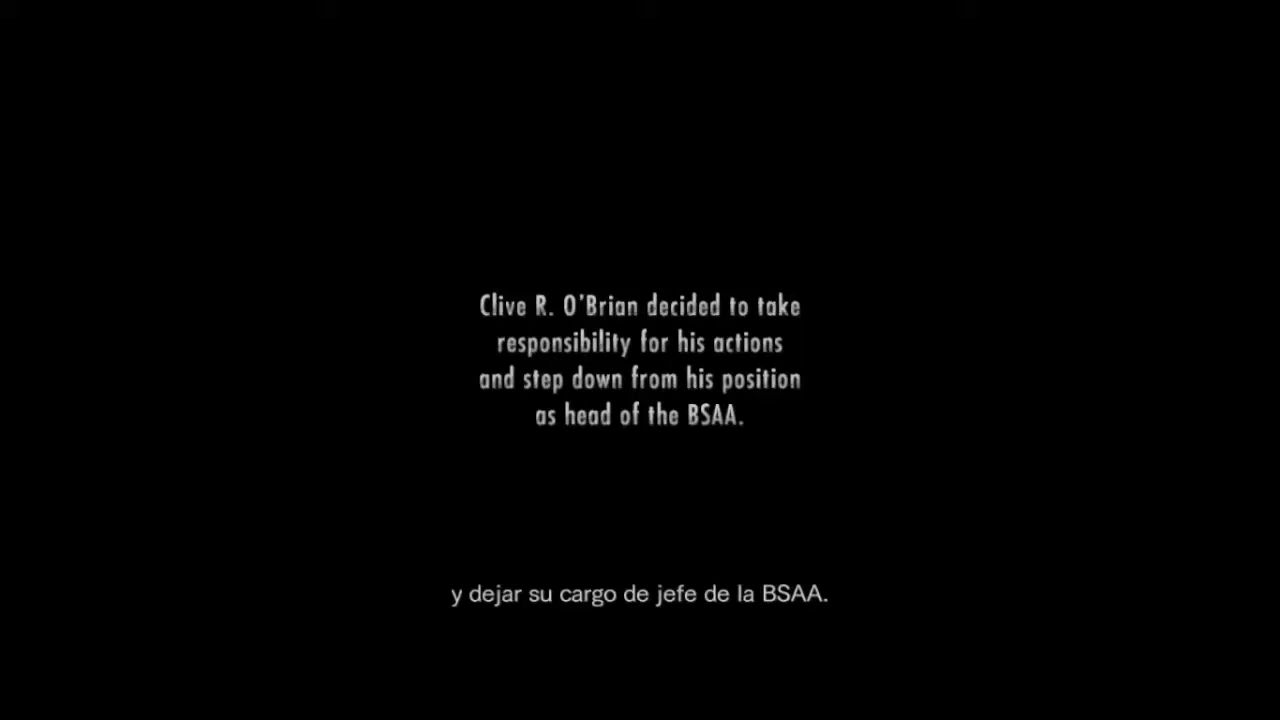 Clive R. O'Brian decided to take
responsibility for his actions
and step down from his position
as head of the BSAA.
y dejar su cargo de jefe de la BSAA.